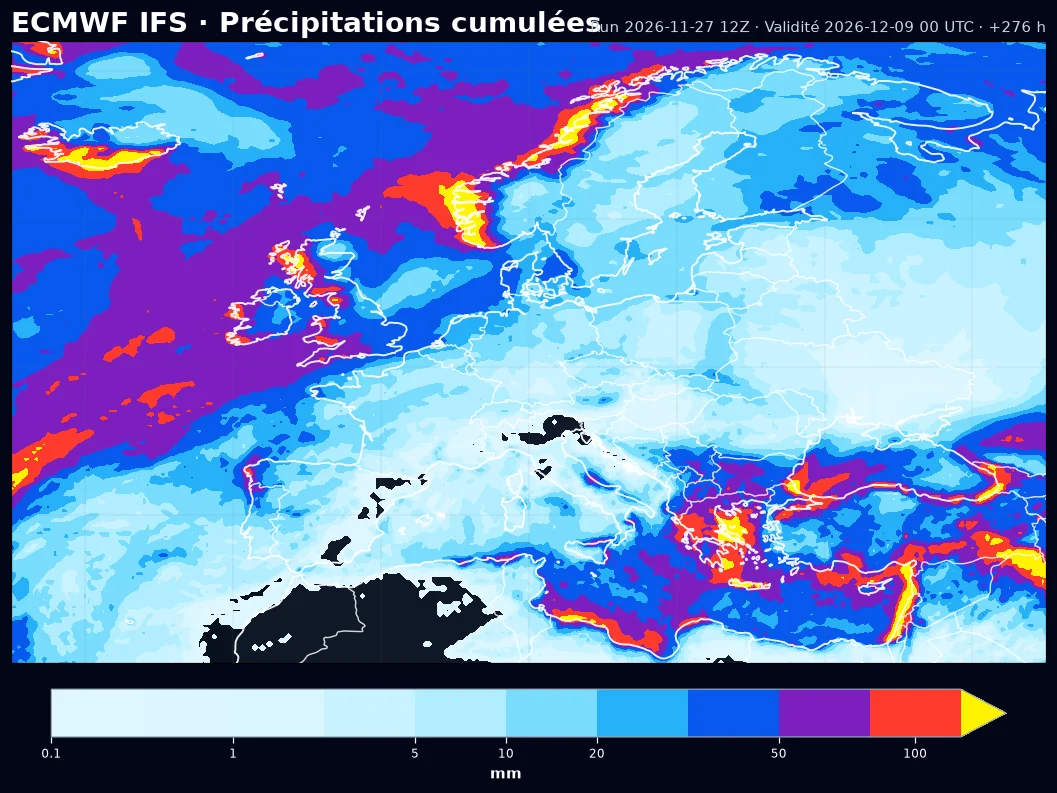 ECMWF IFS · Précipitations cumulées
Run 2026-11-27 12Z · Validité 2026-12-09 00 UTC · +276 h
0.1 1 5 10 20 50 100
mm